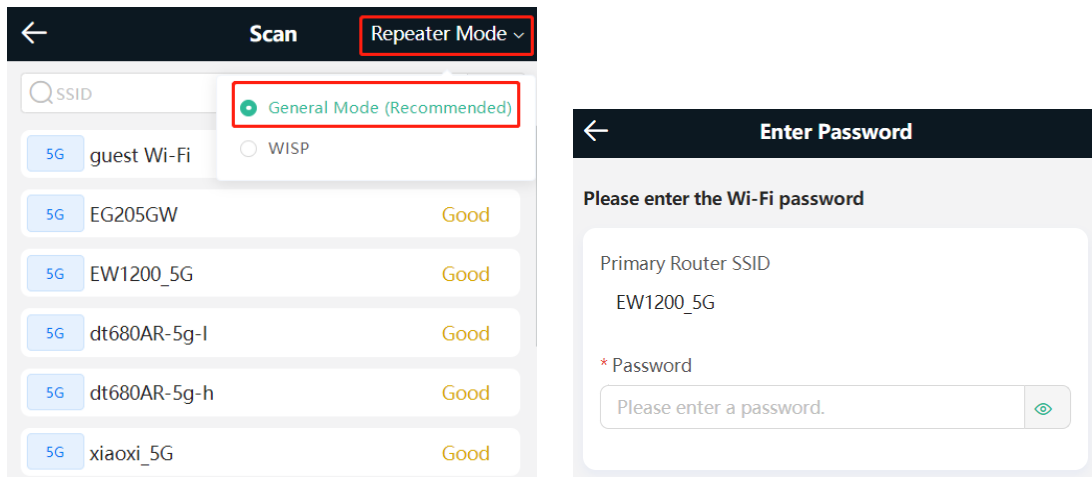 Scan
Repeater Mode
SSID
General Mode (Recommended)
WISP
5G guest Wi-Fi
5G EG205GW Good
5G EW1200_5G Good
5G dt680AR-5g-l Good
5G dt680AR-5g-h Good
5G xiaoxi_5G Good
Enter Password
Please enter the Wi-Fi password
Primary Router SSID
EW1200_5G
* Password
Please enter a password.